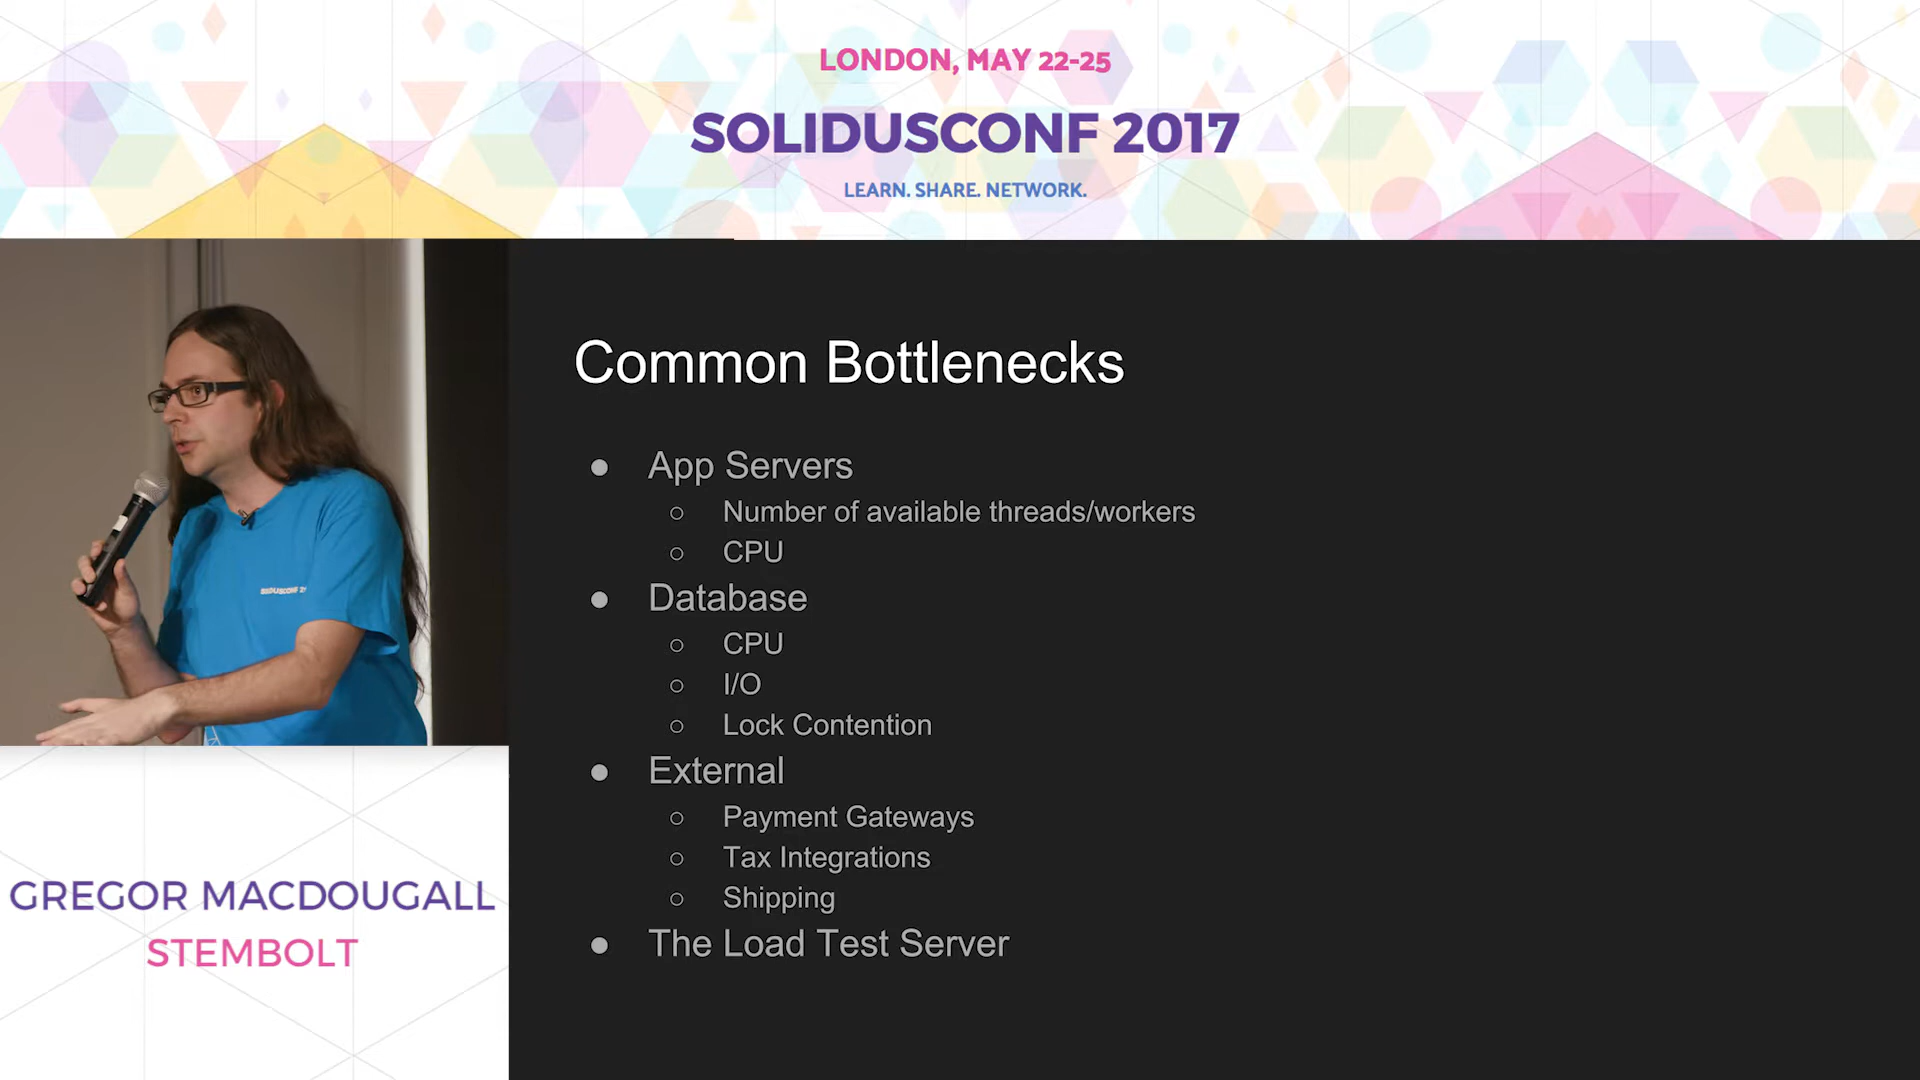 LONDON, MAY 22-25
SOLIDUSCONF 2017
LEARN. SHARE. NETWORK.
Common Bottlenecks
● App Servers
○ Number of available threads/workers
○ CPU
● Database
○ CPU
○ I/O
○ Lock Contention
● External
○ Payment Gateways
○ Tax Integrations
○ Shipping
● The Load Test Server
SOLIDUSCONF
GREGOR MACDOUGALL
STEMBOLT